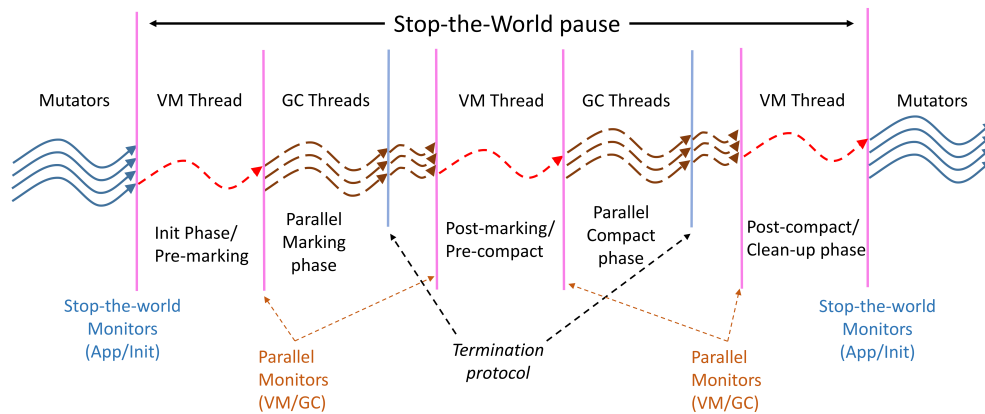 Stop-the-World pause
Mutators
VM Thread
GC Threads
VM Thread
GC Threads
VM Thread
Mutators
Init Phase/
Pre-marking
Parallel
Marking
phase
Post-marking/
Pre-compact
Parallel
Compact
phase
Post-compact/
Clean-up phase
Stop-the-world
Monitors
(App/Init)
Parallel
Monitors
(VM/GC)
Termination
protocol
Parallel
Monitors
(VM/GC)
Stop-the-world
Monitors
(App/Init)